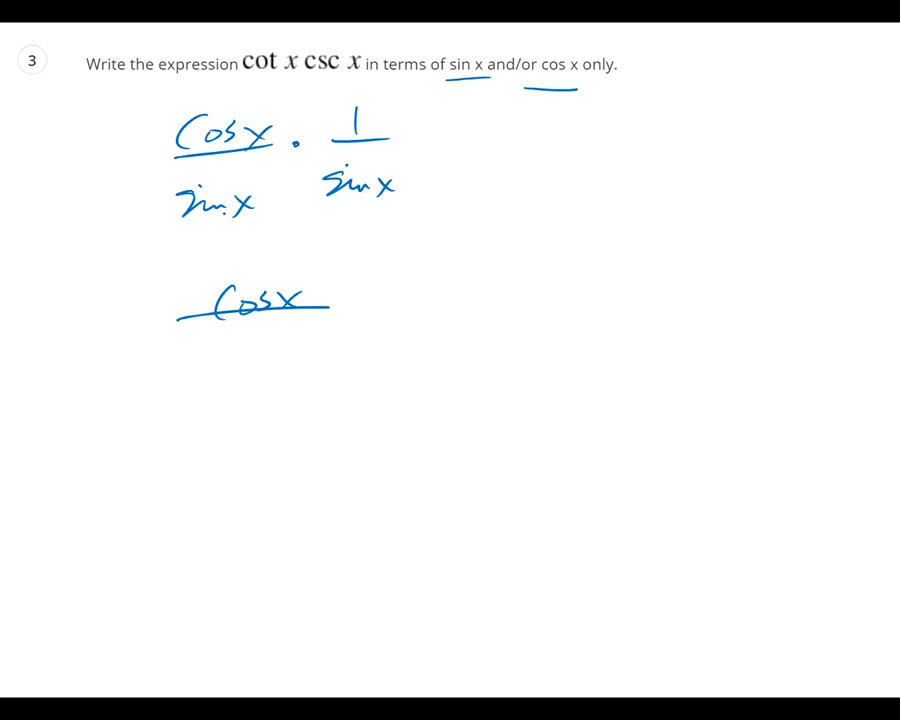 3 Write the expression cot x csc x in terms of sin x and/or cos x only.
Cos x . 1
sin x sin x
Cos x